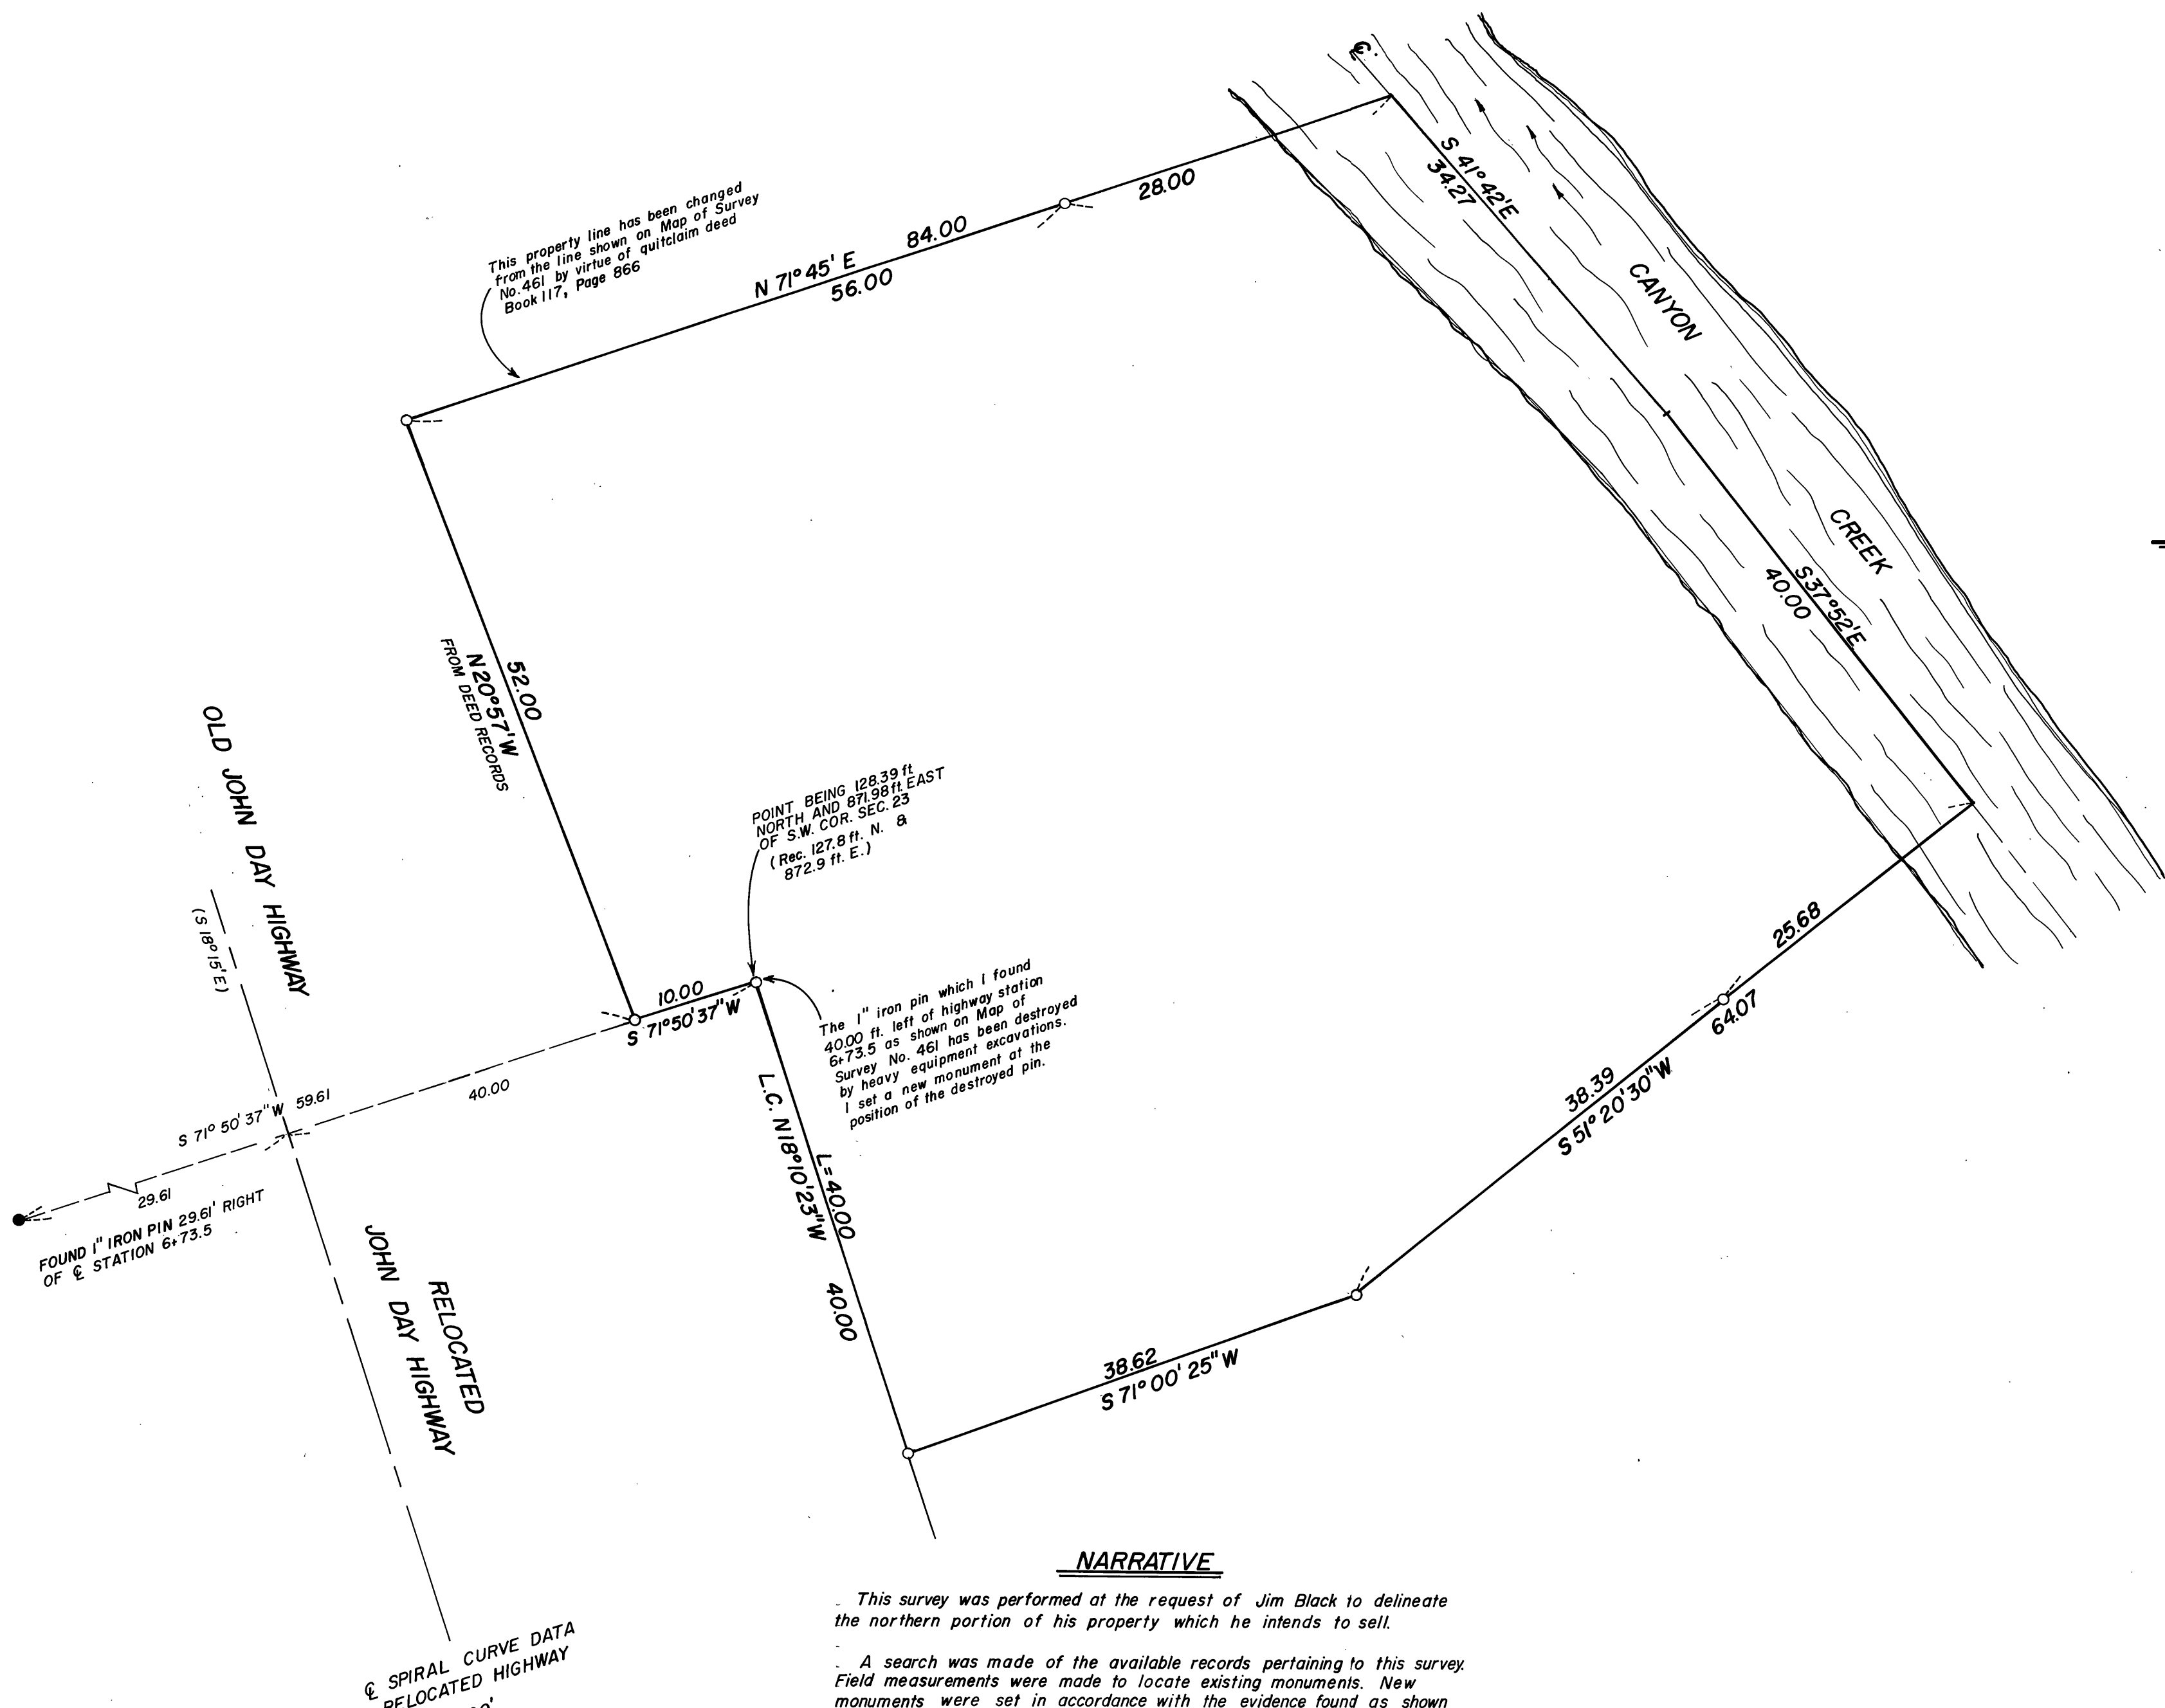 ℄.
This property line has been changed
from the line shown on Map of Survey
No. 461 by virtue of quitclaim deed
Book 117, Page 866
N 71° 45' E
84.00
56.00
28.00
S 41° 42' E
34.27
CANYON
CREEK
S 37° 52' E
40.00
52.00
N 20° 57' W
FROM DEED RECORDS
OLD JOHN DAY HIGHWAY
(S 18° 15' E)
POINT BEING 128.39 ft
NORTH AND 871.98 ft. EAST
OF S.W. COR. SEC. 23
(Rec. 127.8 ft. N. &
872.9 ft. E.)
10.00
S 71° 50' 37" W
The 1" iron pin which I found
40.00 ft. left of highway station
6+73.5 as shown on Map of
Survey No. 461 has been destroyed
by heavy equipment excavations.
I set a new monument at the
position of the destroyed pin.
25.68
64.07
38.39
S 51° 20' 30" W
40.00
S 71° 50' 37" W 59.61
29.61
FOUND 1" IRON PIN 29.61' RIGHT
OF ℄ STATION 6+73.5
L.C. N 18° 10' 23" W
L = 40.00
40.00
RELOCATED
JOHN DAY HIGHWAY
38.62
S 71° 00' 25" W
NARRATIVE
This survey was performed at the request of Jim Black to delineate
the northern portion of his property which he intends to sell.
A search was made of the available records pertaining to this survey.
Field measurements were made to locate existing monuments. New
monuments were set in accordance with the evidence found as shown
℄ SPIRAL CURVE DATA
RELOCATED HIGHWAY